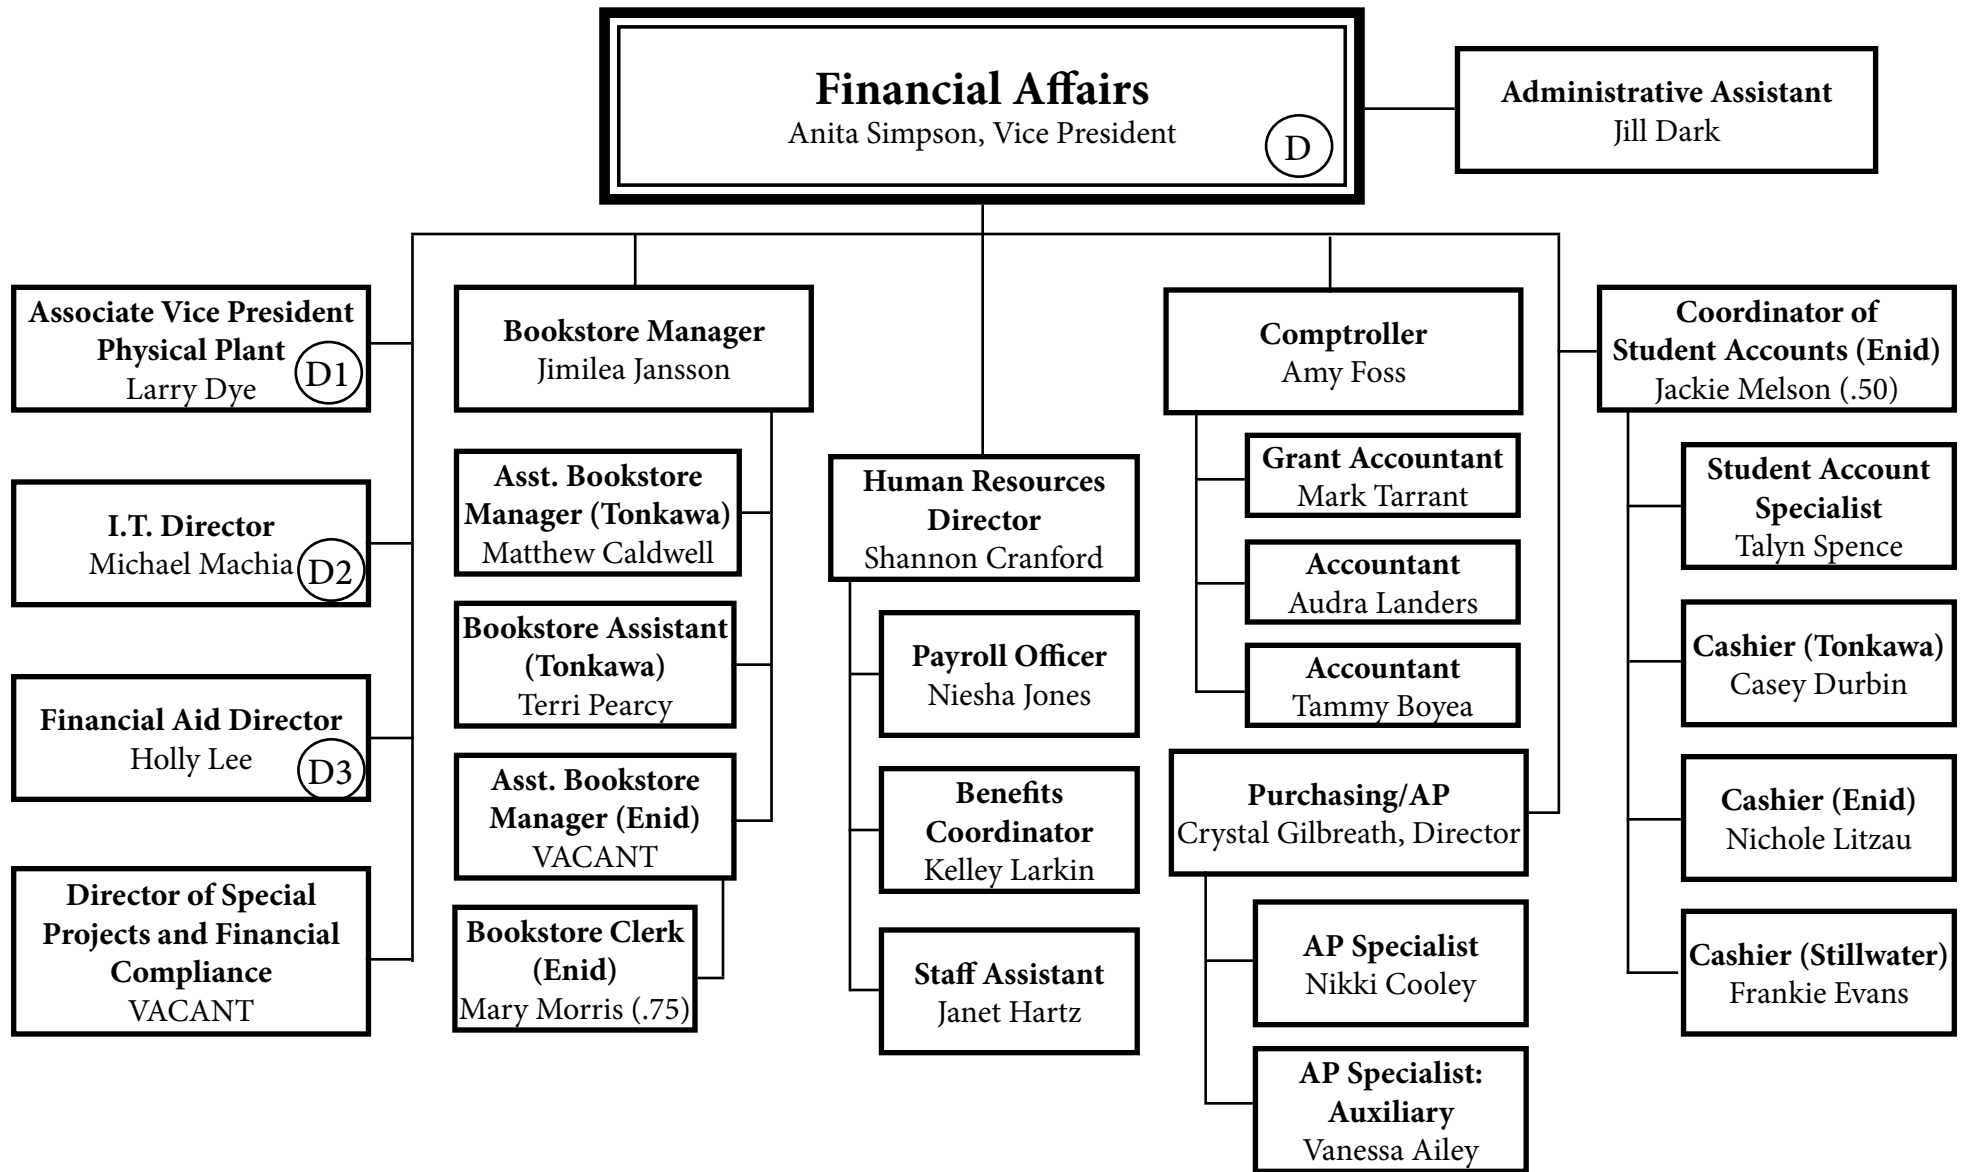 Financial Affairs
Anita Simpson, Vice President
D
Administrative Assistant
Jill Dark
Associate Vice President
Physical Plant
Larry Dye
D1
I.T. Director
Michael Machia
D2
Financial Aid Director
Holly Lee
D3
Director of Special
Projects and Financial
Compliance
VACANT
Bookstore Manager
Jimilea Jansson
Asst. Bookstore
Manager (Tonkawa)
Matthew Caldwell
Bookstore Assistant
(Tonkawa)
Terri Pearcy
Asst. Bookstore
Manager (Enid)
VACANT
Bookstore Clerk
(Enid)
Mary Morris (.75)
Human Resources
Director
Shannon Cranford
Payroll Officer
Niesha Jones
Benefits
Coordinator
Kelley Larkin
Staff Assistant
Janet Hartz
Comptroller
Amy Foss
Grant Accountant
Mark Tarrant
Accountant
Audra Landers
Accountant
Tammy Boyea
Purchasing/AP
Crystal Gilbreath, Director
AP Specialist
Nikki Cooley
AP Specialist:
Auxiliary
Vanessa Ailey
Coordinator of
Student Accounts (Enid)
Jackie Melson (.50)
Student Account
Specialist
Talyn Spence
Cashier (Tonkawa)
Casey Durbin
Cashier (Enid)
Nichole Litzau
Cashier (Stillwater)
Frankie Evans